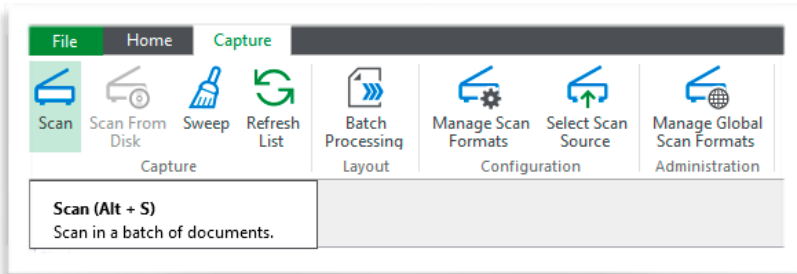 File Home Capture
Scan Scan From Disk Sweep Refresh List Batch Processing Manage Scan Formats Select Scan Source Manage Global Scan Formats
Capture Layout Configuration Administration
Scan (Alt + S)
Scan in a batch of documents.